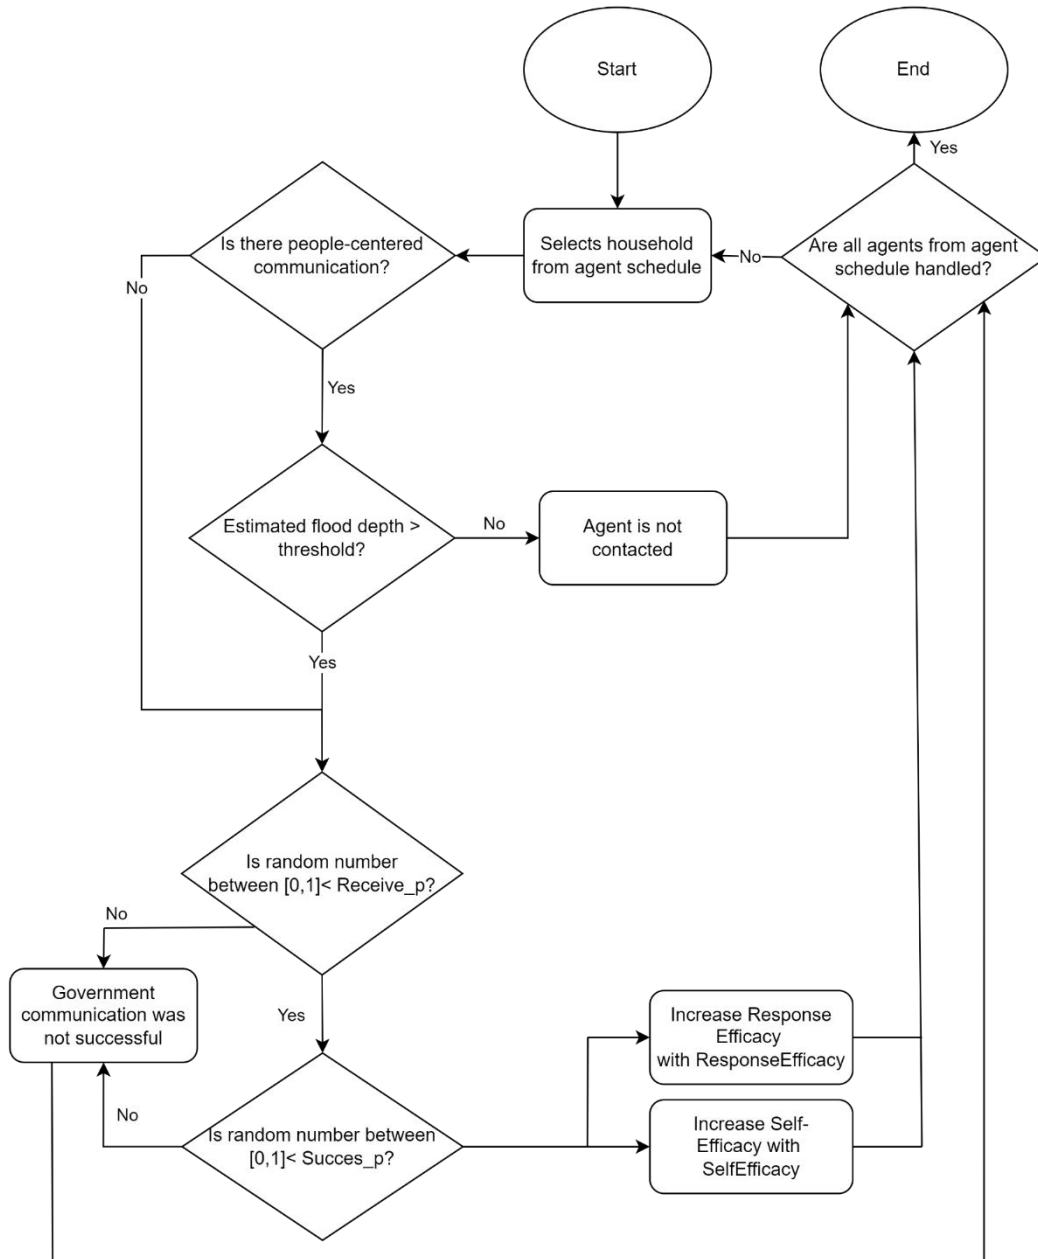 Start
End
Yes
Is there people-centered
communication?
Selects household
from agent schedule
No
Are all agents from agent
schedule handled?
No
Yes
Estimated flood depth >
threshold?
No
Agent is not
contacted
Yes
Is random number
between [0,1]< Receive_p?
No
Government
communication was
not successful
Yes
Increase Response
Efficacy
with ResponseEfficacy
No
Is random number between
[0,1]< Succes_p?
Increase Self-
Efficacy with
SelfEfficacy